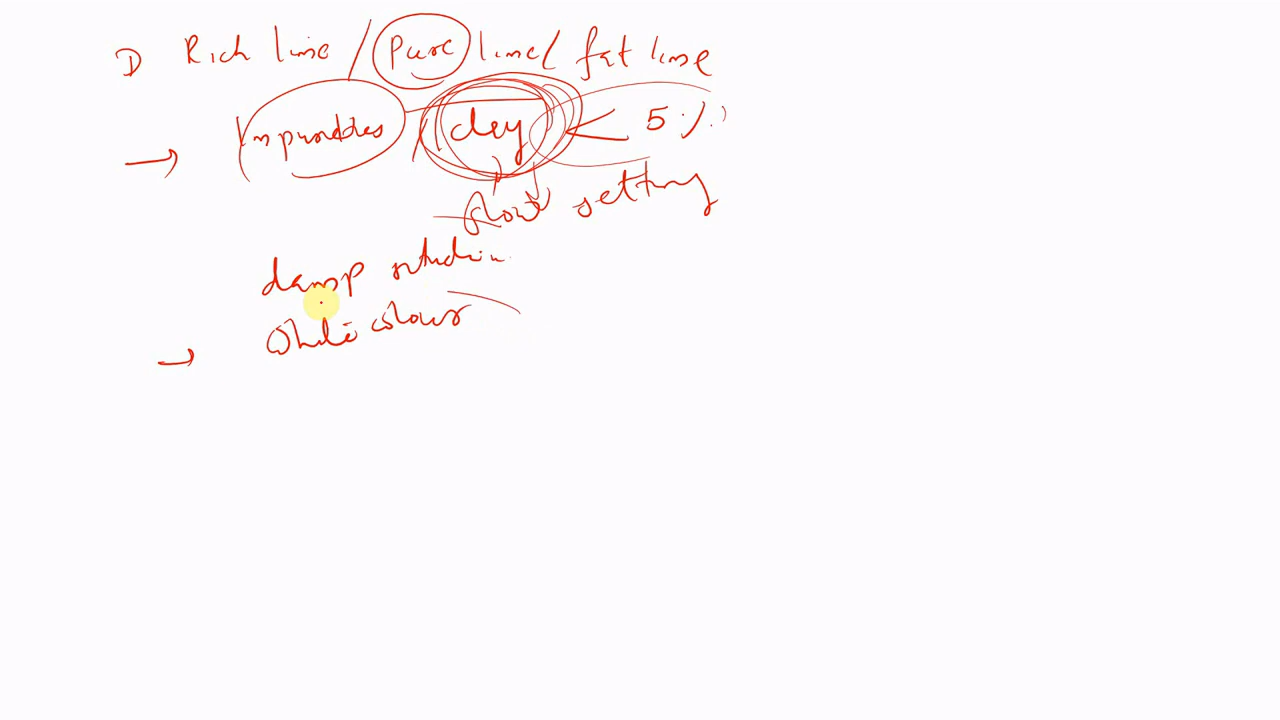 1) Rich lime / Pure lime / fat lime
→ Impurities / clay < 5%
slow setting
damp situation
→ White colour